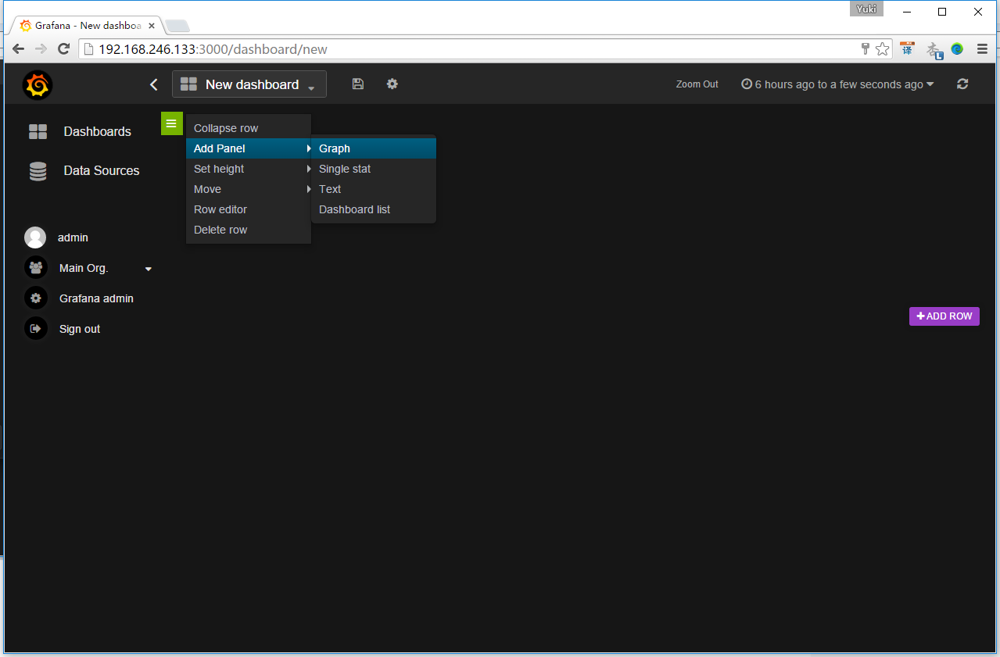 Yuki
Grafana - New dashboa
192.168.246.133:3000/dashboard/new
译
New dashboard
Zoom Out
6 hours ago to a few seconds ago
Dashboards
Data Sources
admin
Main Org.
Grafana admin
Sign out
Collapse row
Add Panel
Set height
Move
Row editor
Delete row
Graph
Single stat
Text
Dashboard list
ADD ROW